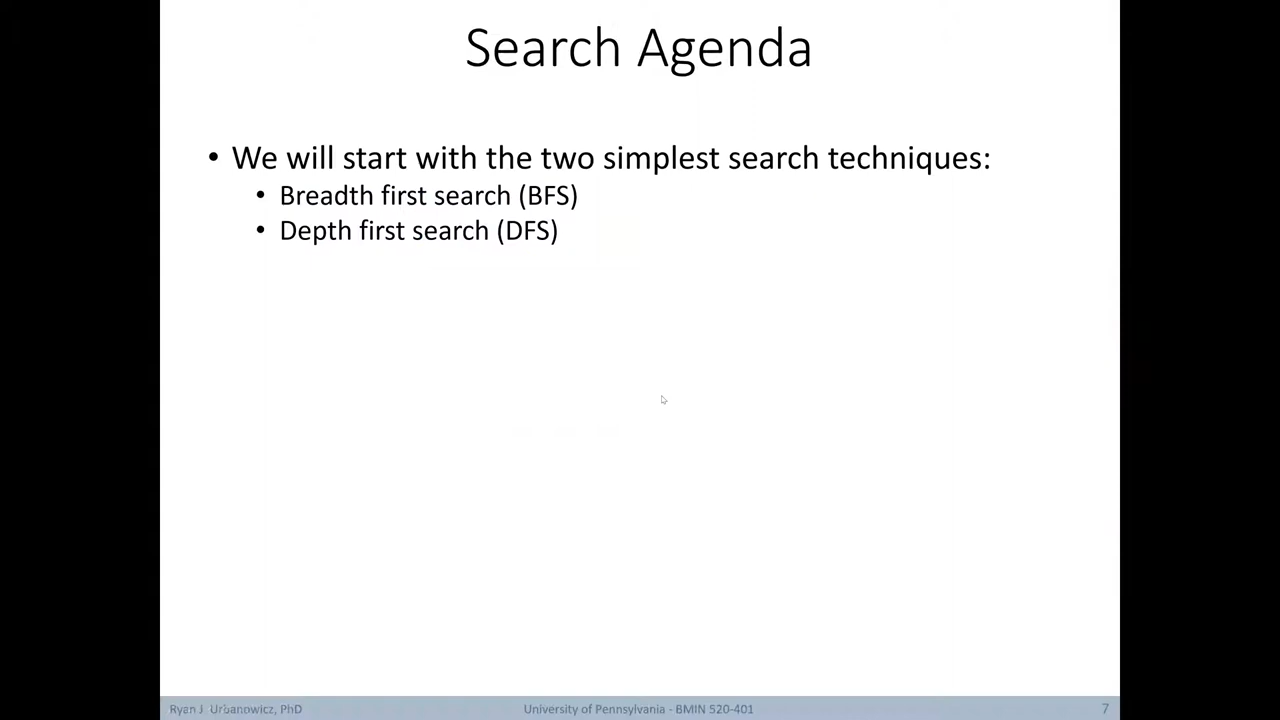 Search Agenda
• We will start with the two simplest search techniques:
• Breadth first search (BFS)
• Depth first search (DFS)
Ryan J. Urbanowicz, PhD
University of Pennsylvania - BMIN 520-401
7